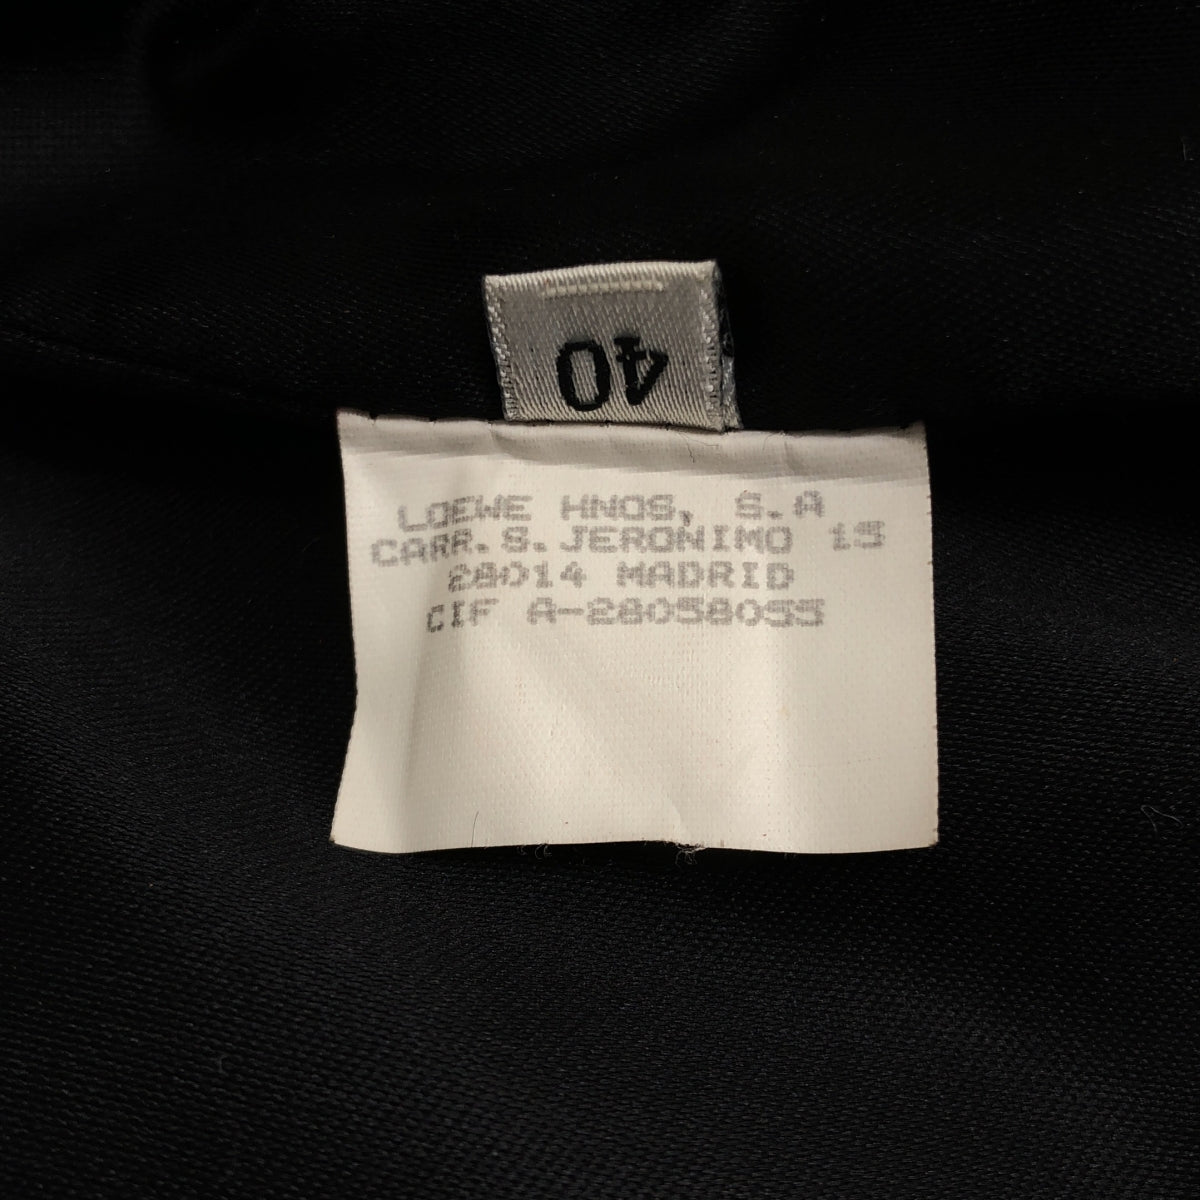 40
LOEWE HNOS, S.A
CARR.S.JERONIMO 15
28014 MADRID
CIF A-28058055